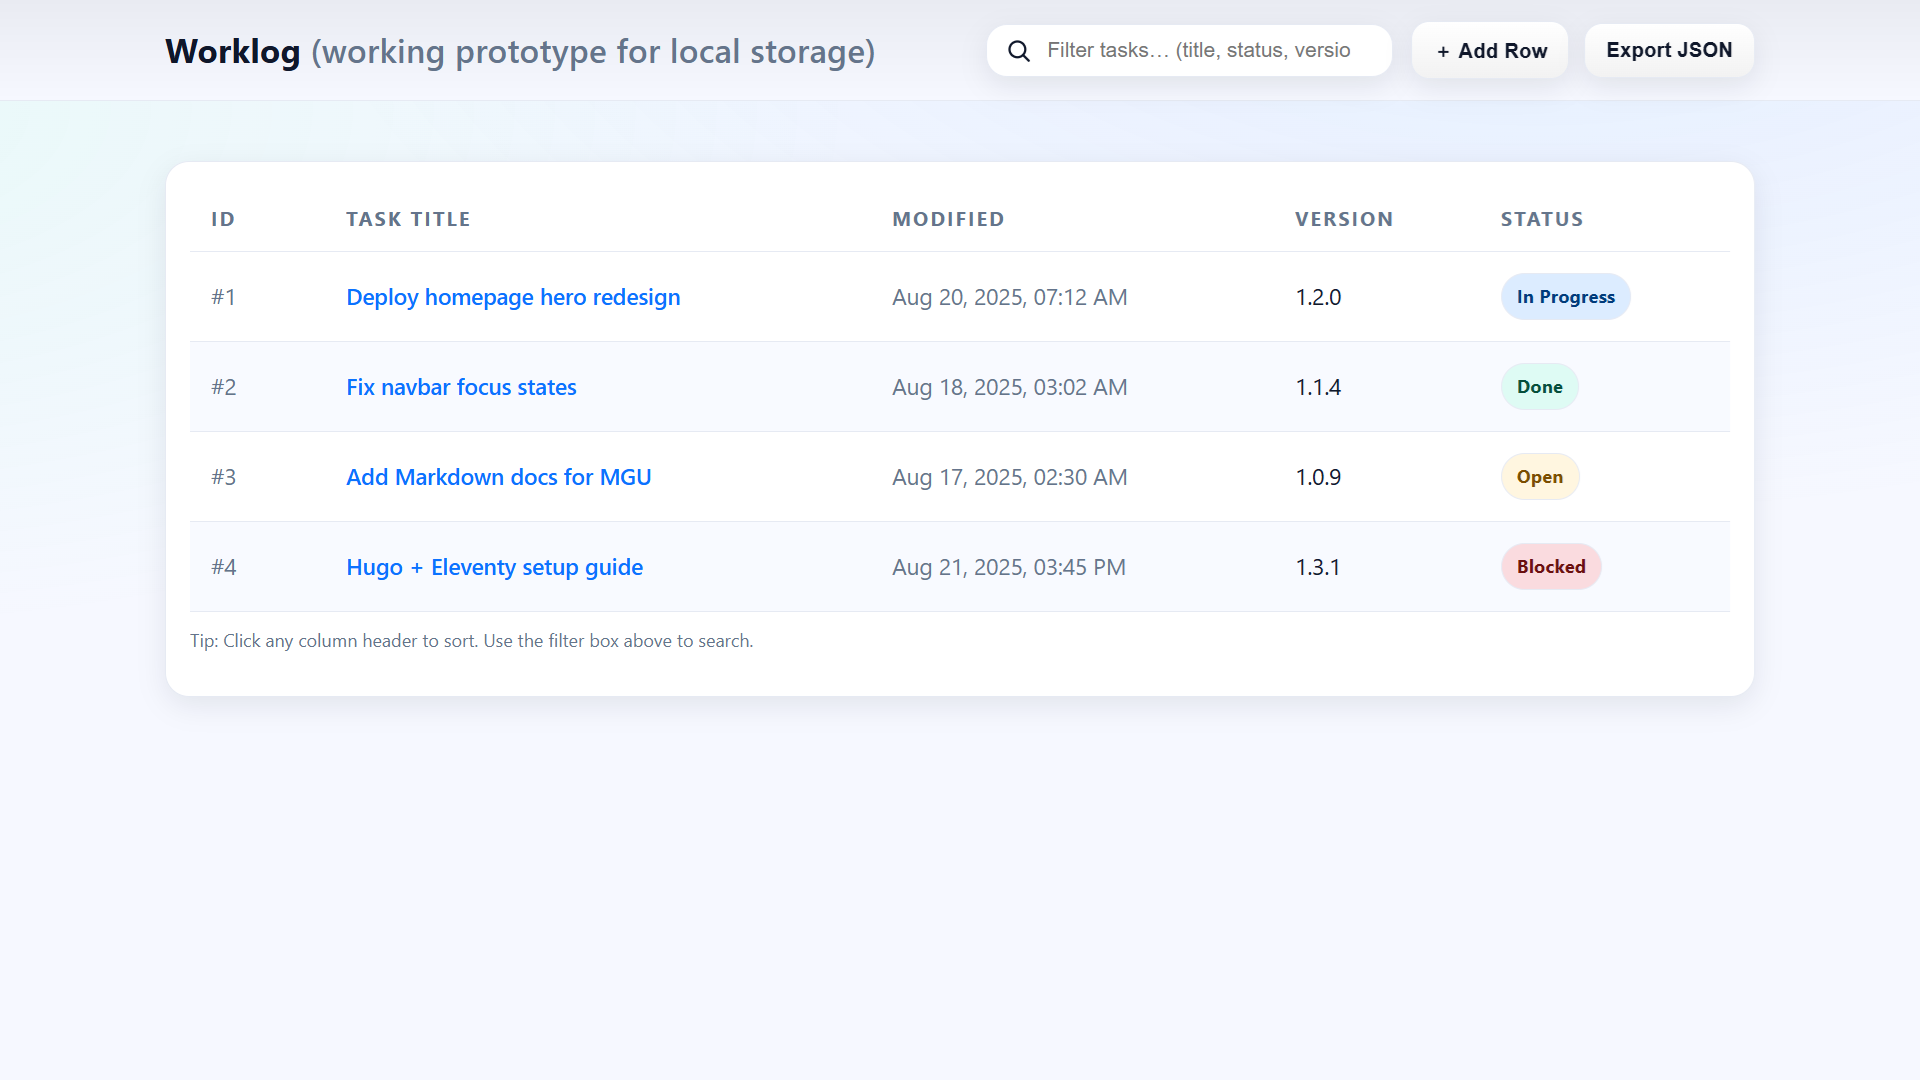 Worklog (working prototype for local storage)
Filter tasks… (title, status, versio
+ Add Row
Export JSON
ID TASK TITLE MODIFIED VERSION STATUS
#1 Deploy homepage hero redesign Aug 20, 2025, 07:12 AM 1.2.0 In Progress
#2 Fix navbar focus states Aug 18, 2025, 03:02 AM 1.1.4 Done
#3 Add Markdown docs for MGU Aug 17, 2025, 02:30 AM 1.0.9 Open
#4 Hugo + Eleventy setup guide Aug 21, 2025, 03:45 PM 1.3.1 Blocked
Tip: Click any column header to sort. Use the filter box above to search.